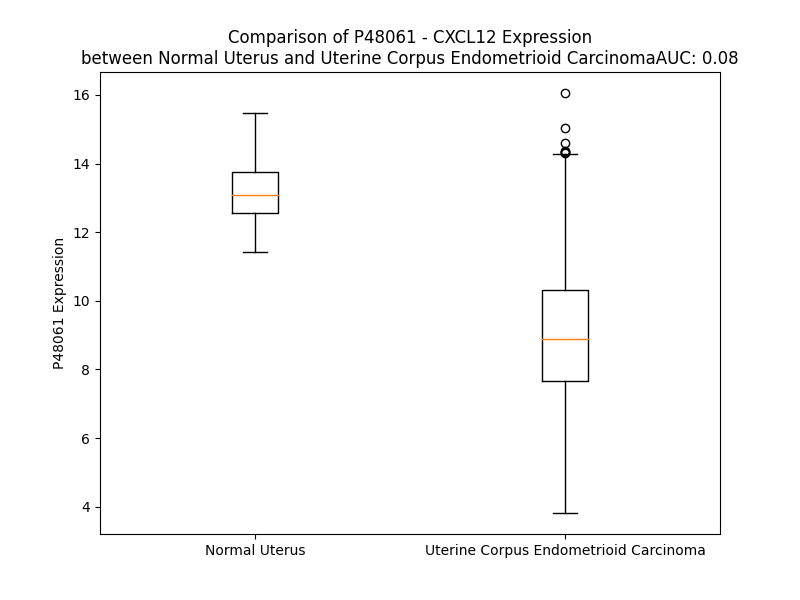 Comparison of P48061 - CXCL12 Expression
between Normal Uterus and Uterine Corpus Endometrioid CarcinomaAUC: 0.08
16
14
12
10
8
6
4
P48061 Expression
Normal Uterus
Uterine Corpus Endometrioid Carcinoma